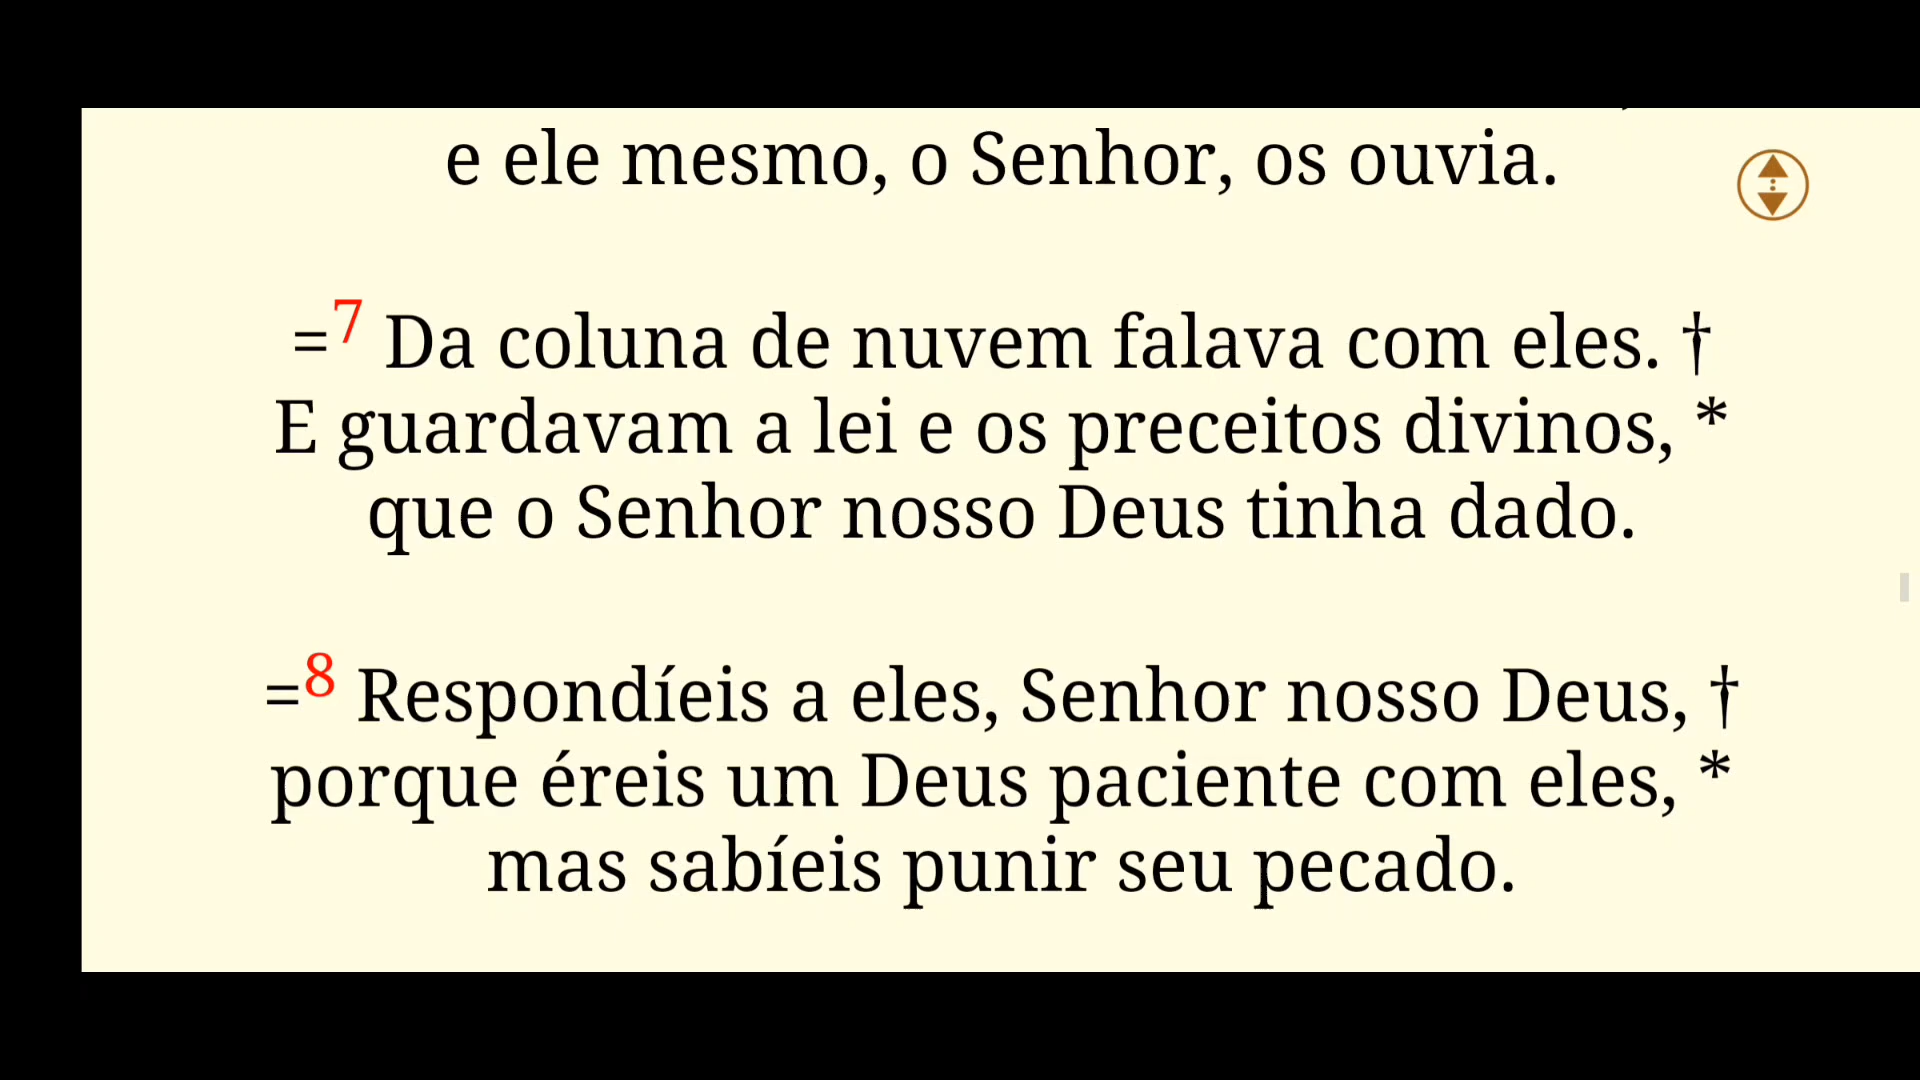 e ele mesmo, o Senhor, os ouvia.
=7 Da coluna de nuvem falava com eles. †
E guardavam a lei e os preceitos divinos, *
que o Senhor nosso Deus tinha dado.
=8 Respondíeis a eles, Senhor nosso Deus, †
porque éreis um Deus paciente com eles, *
mas sabíeis punir seu pecado.